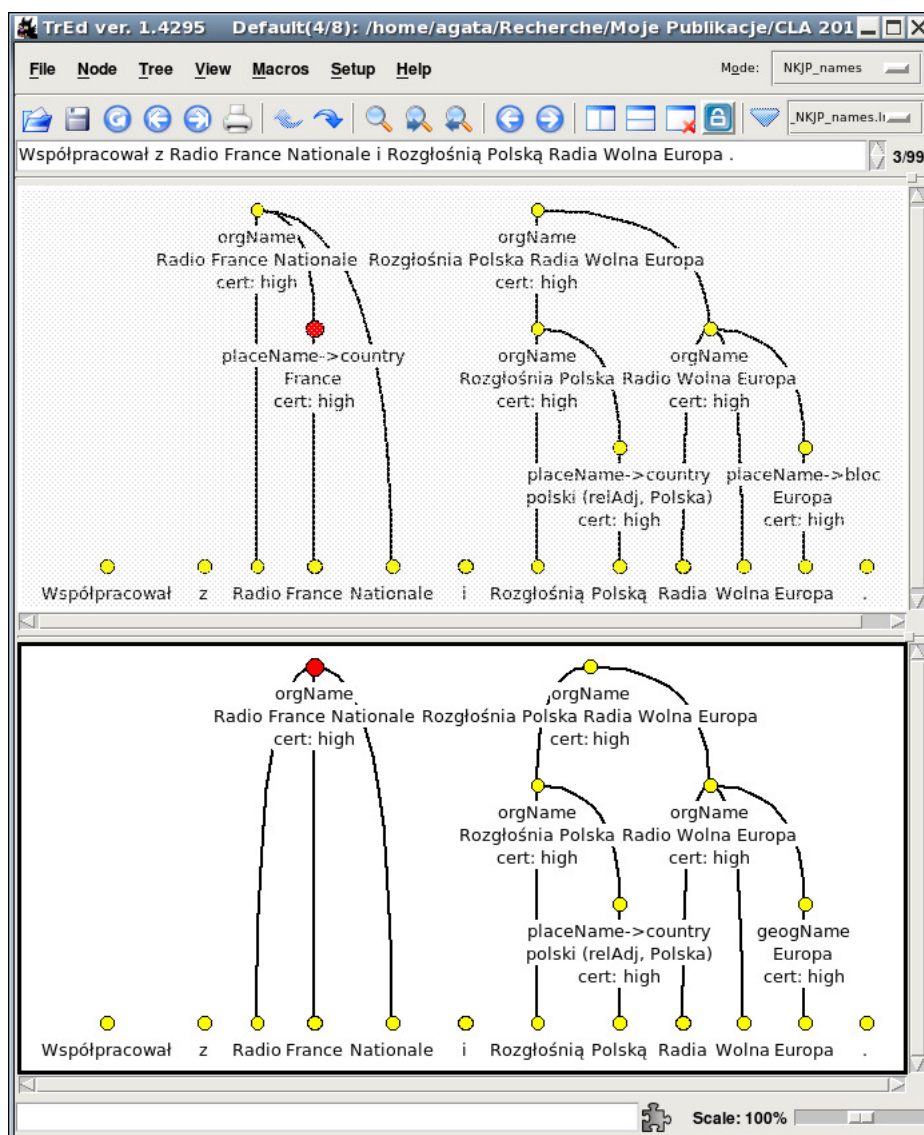 TrEd ver. 1.4295 Default(4/8): /home/agata/Recherche/Moje Publikacje/CLA 201
File Node Tree View Macros Setup Help Mode: NKJP_names
_NKJP_names.li
Współpracował z Radio France Nationale i Rozgłośnią Polską Radia Wolna Europa . 3/99
orgName orgName
Radio France Nationale Rozgłośnia Polska Radia Wolna Europa
cert: high cert: high
placeName->country orgName orgName
France Rozgłośnia Polska Radio Wolna Europa
cert: high cert: high cert: high
placeName->country placeName->bloc
polski (relAdj, Polska) Europa
cert: high cert: high
Współpracował z Radio France Nationale i Rozgłośnią Polską Radia Wolna Europa .
orgName orgName
Radio France Nationale Rozgłośnia Polska Radia Wolna Europa
cert: high cert: high
orgName orgName
Rozgłośnia Polska Radio Wolna Europa
cert: high cert: high
placeName->country geogName
polski (relAdj, Polska) Europa
cert: high cert: high
Współpracował z Radio France Nationale i Rozgłośnią Polską Radia Wolna Europa .
Scale: 100%